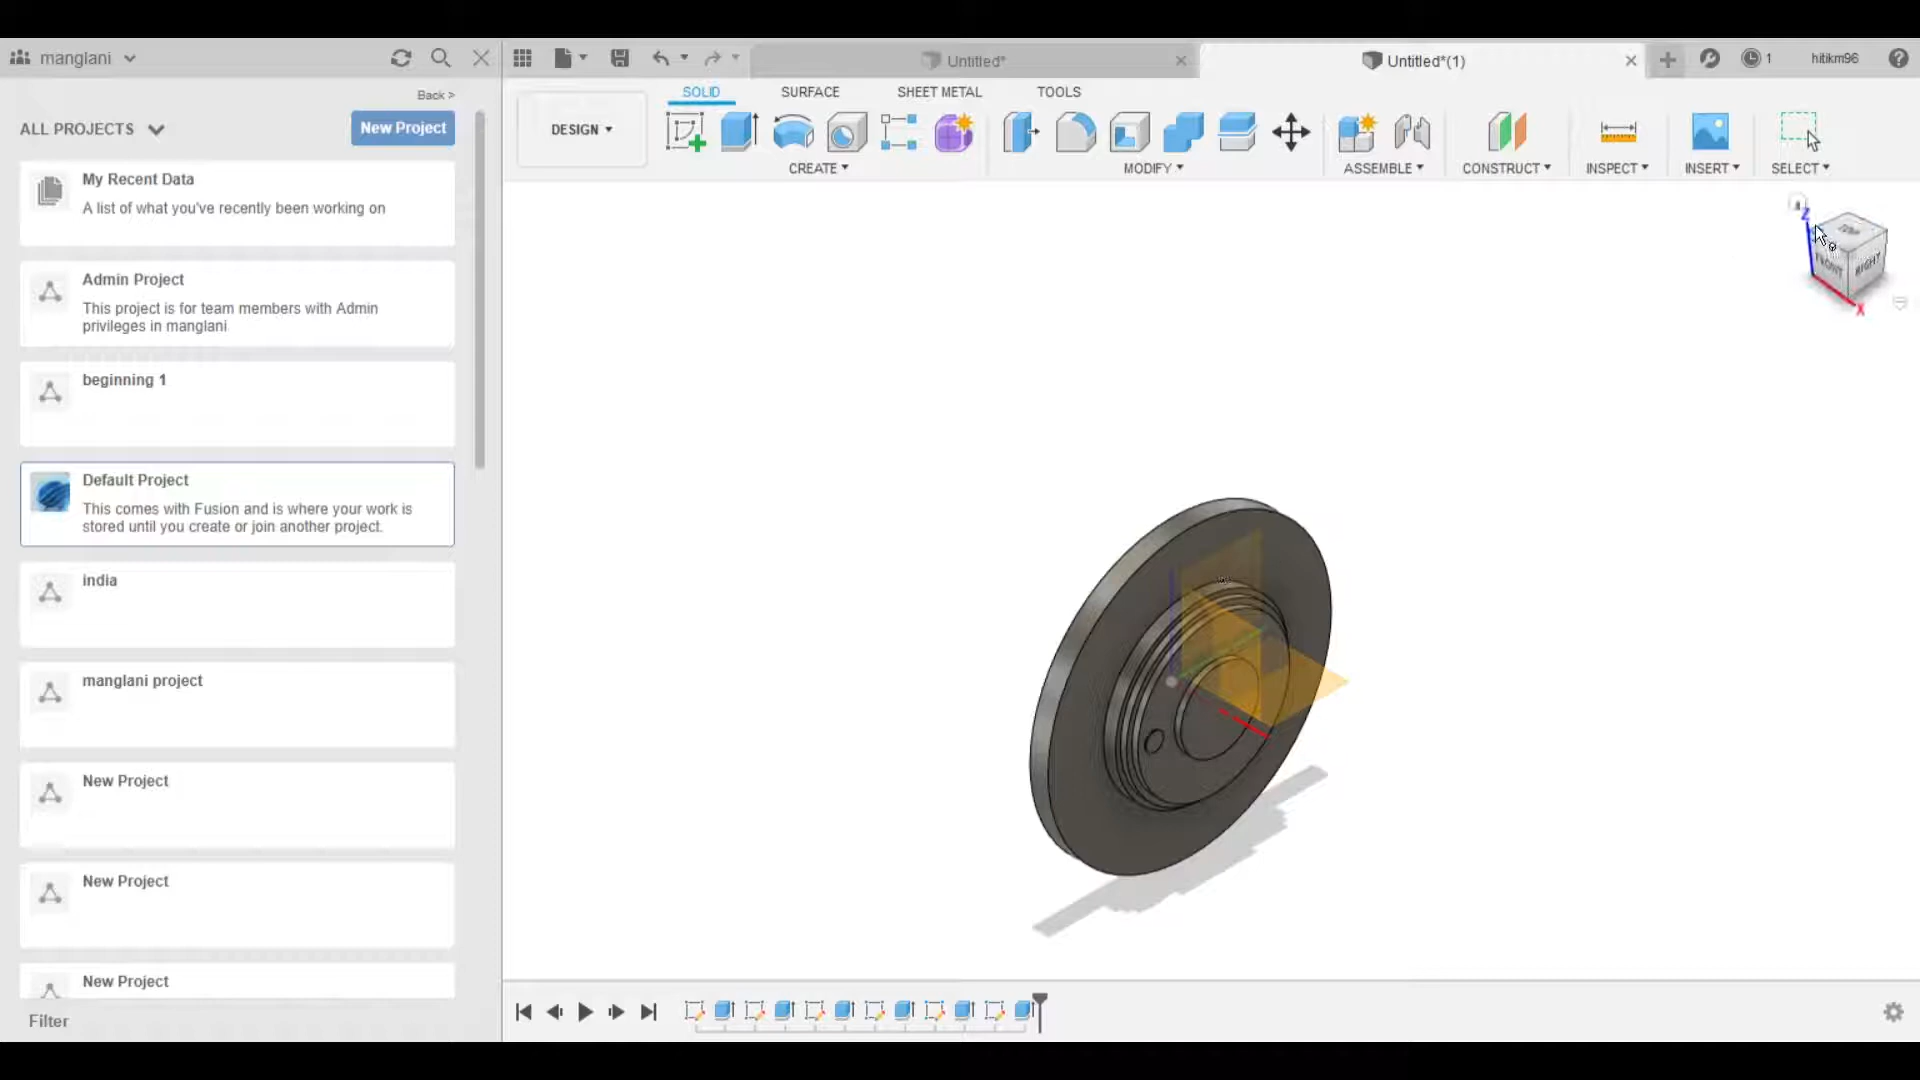 manglani
Untitled*
Untitled*(1)
1
hitikm96
Back >
ALL PROJECTS
New Project
My Recent Data
A list of what you've recently been working on
Admin Project
This project is for team members with Admin
privileges in manglani
beginning 1
Default Project
This comes with Fusion and is where your work is
stored until you create or join another project.
india
manglani project
New Project
New Project
New Project
Filter
SOLID
SURFACE
SHEET METAL
TOOLS
DESIGN
CREATE
MODIFY
ASSEMBLE
CONSTRUCT
INSPECT
INSERT
SELECT
Z
FRONT
RIGHT
X